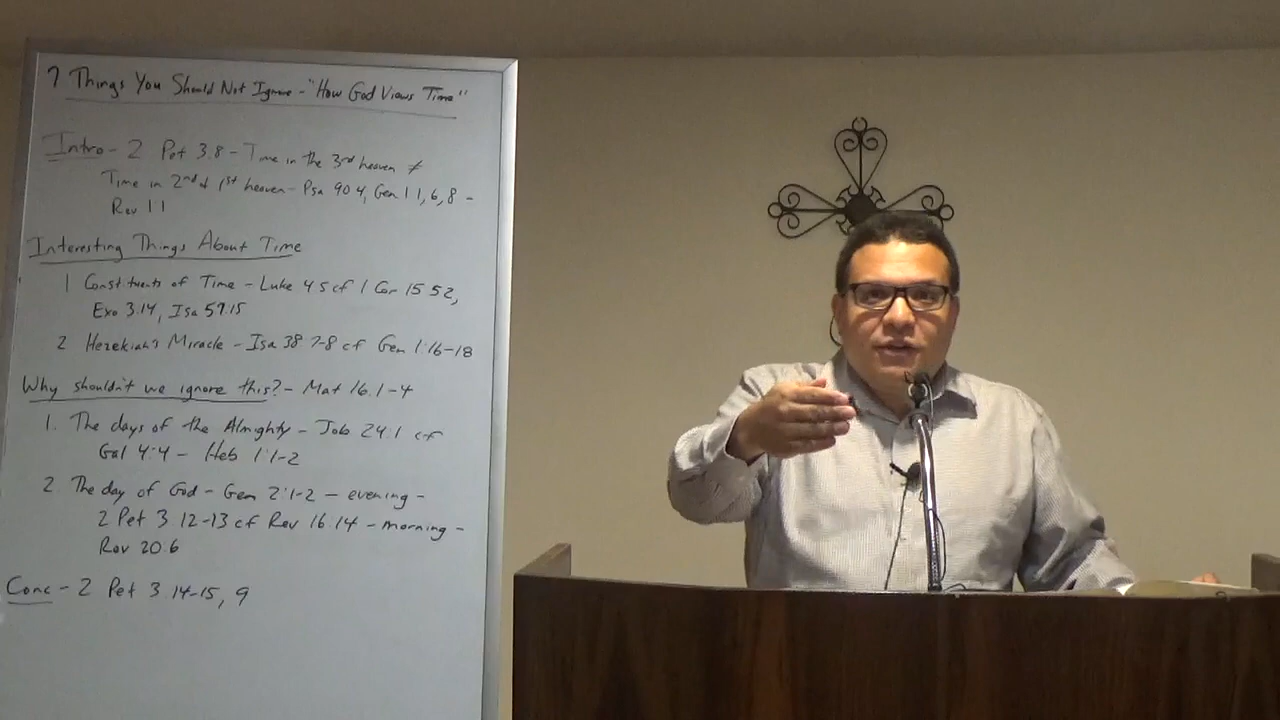 7 Things You Should Not Ignore - "How God Views Time"
Intro - 2 Pet 3.8 - Time in the 3rd heaven ≠
Time in 2nd & 1st heaven - Psa 90 4, Gen 1 1, 6, 8 -
Rev 1 1
Interesting Things About Time
1 Constituents of Time - Luke 4 5 cf 1 Cor 15 52,
Exo 3.14, Isa 57.15
2 Hezekiah's Miracle - Isa 38 7-8 cf Gen 1:16-18
Why shouldn't we ignore this? - Mat 16.1-4
1. The days of the Almighty - Job 24:1 cf
Gal 4:4 - Heb 1:1-2
2 The day of God - Gen 2:1-2 - evening -
2 Pet 3 12-13 cf Rev 16:14 - morning -
Rev 20 6
Conc - 2 Pet 3 14-15, 9